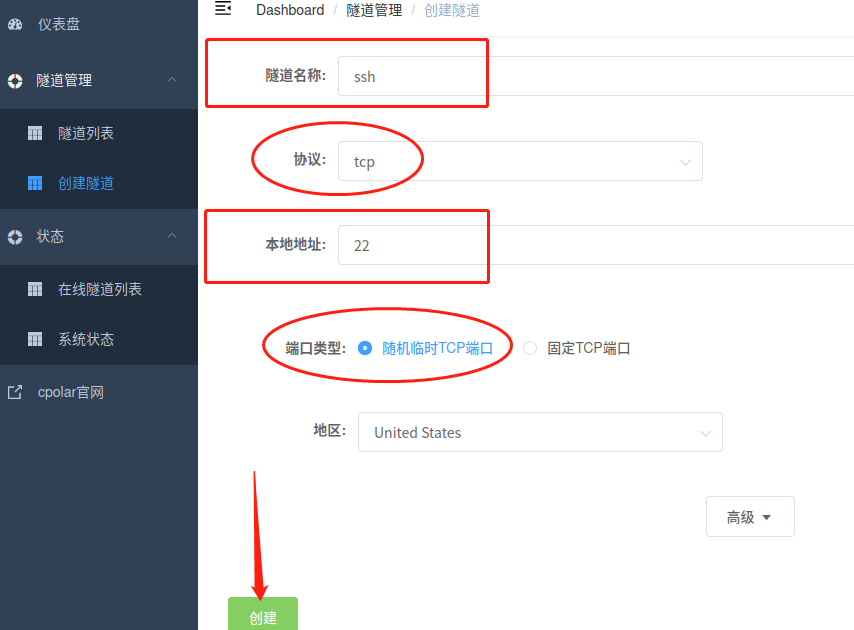 Dashboard / 隧道管理 / 创建隧道
仪表盘
隧道管理
隧道列表
创建隧道
状态
在线隧道列表
系统状态
cpolar官网
隧道名称: ssh
协议: tcp
本地地址: 22
端口类型: 随机临时TCP端口 固定TCP端口
地区: United States
高级
创建